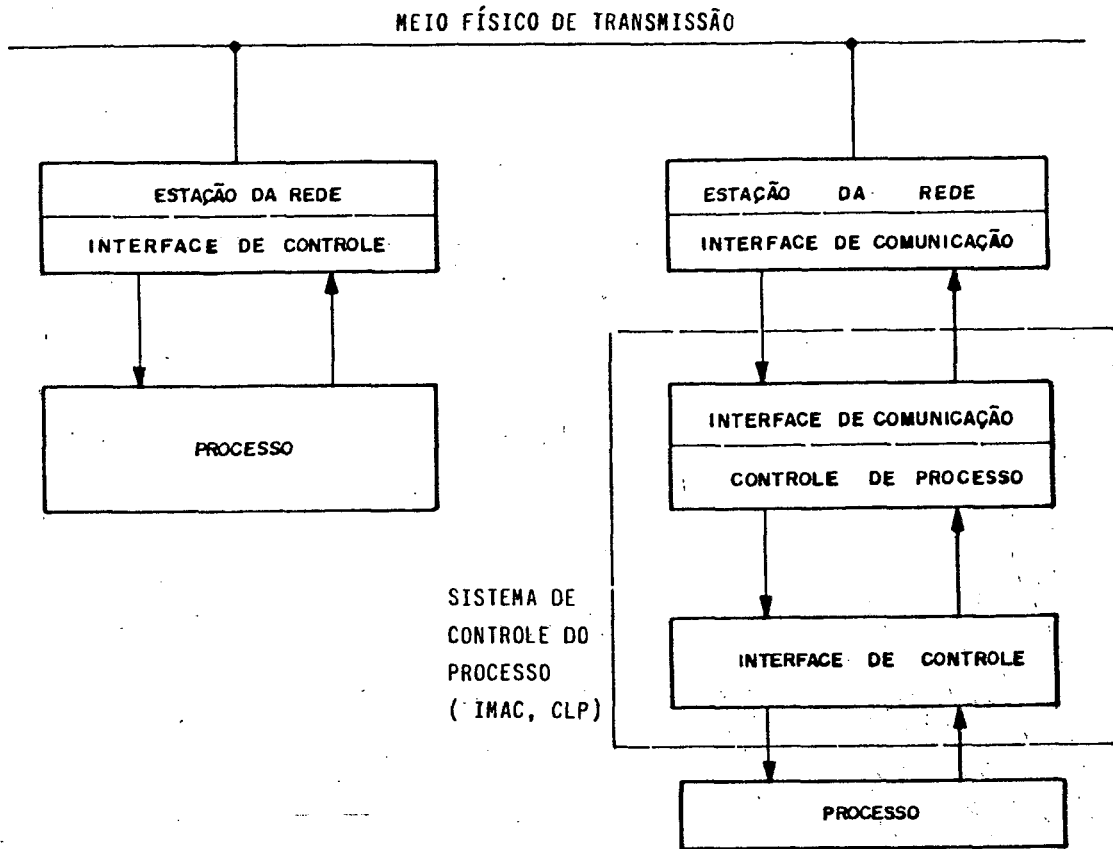 MEIO FÍSICO DE TRANSMISSÃO
ESTAÇÃO DA REDE
INTERFACE DE CONTROLE
PROCESSO
ESTAÇÃO DA REDE
INTERFACE DE COMUNICAÇÃO
INTERFACE DE COMUNICAÇÃO
CONTROLE DE PROCESSO
SISTEMA DE
CONTROLE DO
PROCESSO
( IMAC, CLP)
INTERFACE DE CONTROLE
PROCESSO